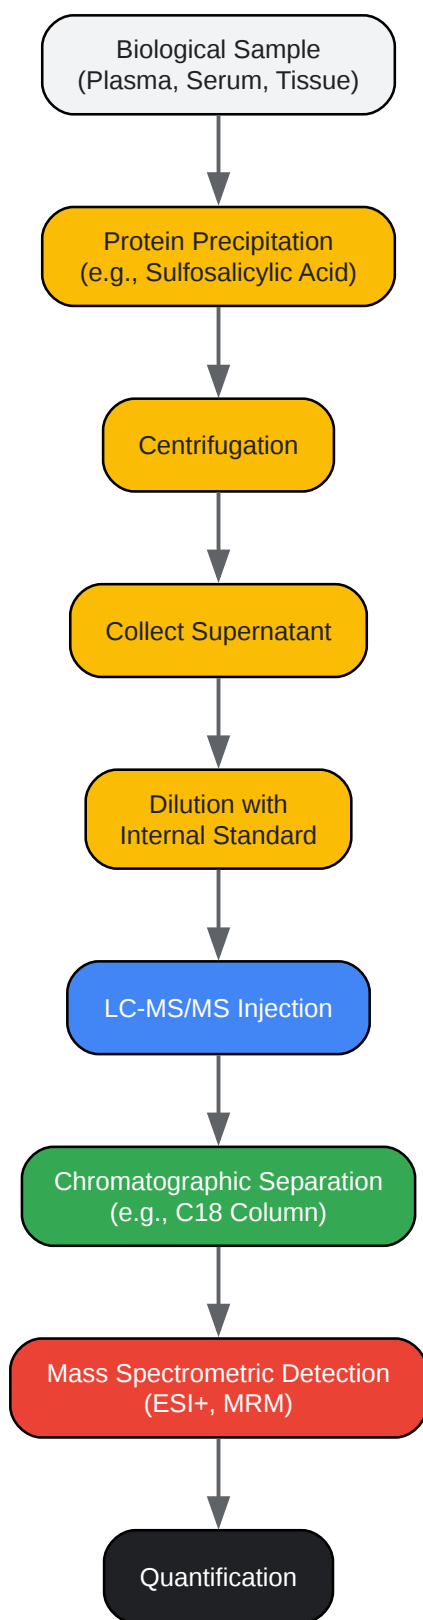 Biological Sample
(Plasma, Serum, Tissue)
Protein Precipitation
(e.g., Sulfosalicylic Acid)
Centrifugation
Collect Supernatant
Dilution with
Internal Standard
LC-MS/MS Injection
Chromatographic Separation
(e.g., C18 Column)
Mass Spectrometric Detection
(ESI+, MRM)
Quantification